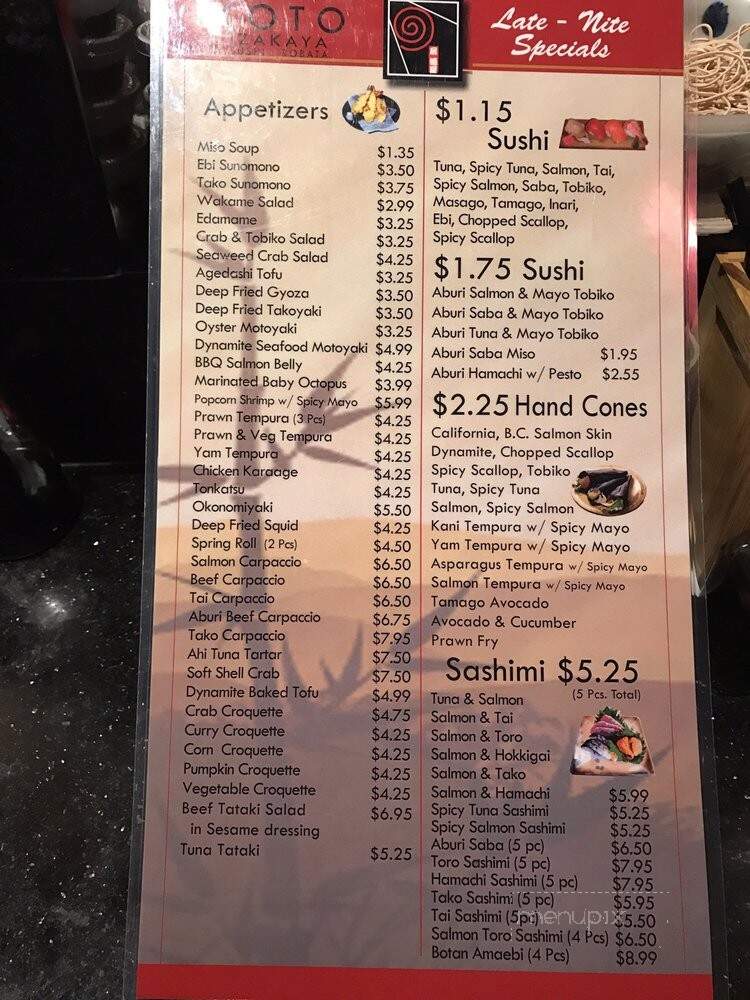 OTO
ZAKAYA
ROBATA
Late - Nite
Specials
Appetizers
Miso Soup $1.35
Ebi Sunomono $3.50
Tako Sunomono $3.75
Wakame Salad $2.99
Edamame $3.25
Crab & Tobiko Salad $3.25
Seaweed Crab Salad $4.25
Agedashi Tofu $3.25
Deep Fried Gyoza $3.50
Deep Fried Takoyaki $3.50
Oyster Motoyaki $3.25
Dynamite Seafood Motoyaki $4.99
BBQ Salmon Belly $4.25
Marinated Baby Octopus $3.99
Popcorn Shrimp w/ Spicy Mayo $5.99
Prawn Tempura (3 Pcs) $4.25
Prawn & Veg Tempura $4.25
Yam Tempura $4.25
Chicken Karaage $4.25
Tonkatsu $4.25
Okonomiyaki $5.50
Deep Fried Squid $4.25
Spring Roll (2 Pcs) $4.50
Salmon Carpaccio $6.50
Beef Carpaccio $6.50
Tai Carpaccio $6.50
Aburi Beef Carpaccio $6.75
Tako Carpaccio $7.95
Ahi Tuna Tartar $7.50
Soft Shell Crab $7.50
Dynamite Baked Tofu $4.99
Crab Croquette $4.75
Curry Croquette $4.25
Corn Croquette $4.25
Pumpkin Croquette $4.25
Vegetable Croquette $4.25
Beef Tataki Salad $6.95
in Sesame dressing
Tuna Tataki $5.25
$1.15
Sushi
Tuna, Spicy Tuna, Salmon, Tai,
Spicy Salmon, Saba, Tobiko,
Masago, Tamago, Inari,
Ebi, Chopped Scallop,
Spicy Scallop
$1.75 Sushi
Aburi Salmon & Mayo Tobiko
Aburi Saba & Mayo Tobiko
Aburi Tuna & Mayo Tobiko
Aburi Saba Miso $1.95
Aburi Hamachi w/ Pesto $2.55
$2.25 Hand Cones
California, B.C. Salmon Skin
Dynamite, Chopped Scallop
Spicy Scallop, Tobiko
Tuna, Spicy Tuna
Salmon, Spicy Salmon
Kani Tempura w/ Spicy Mayo
Yam Tempura w/ Spicy Mayo
Asparagus Tempura w/ Spicy Mayo
Salmon Tempura w/ Spicy Mayo
Tamago Avocado
Avocado & Cucumber
Prawn Fry
Sashimi $5.25
(5 Pcs. Total)
Tuna & Salmon
Salmon & Tai
Salmon & Toro
Salmon & Hokkigai
Salmon & Tako
Salmon & Hamachi $5.99
Spicy Tuna Sashimi $5.25
Spicy Salmon Sashimi $5.25
Aburi Saba (5 pc) $6.50
Toro Sashimi (5 pc) $7.95
Hamachi Sashimi (5 pc) $7.95
Tako Sashimi (5 pc) $5.95
Tai Sashimi (5pc) $5.50
Salmon Toro Sashimi (4 Pcs) $6.50
Botan Amaebi (4 Pcs) $8.99
menupix